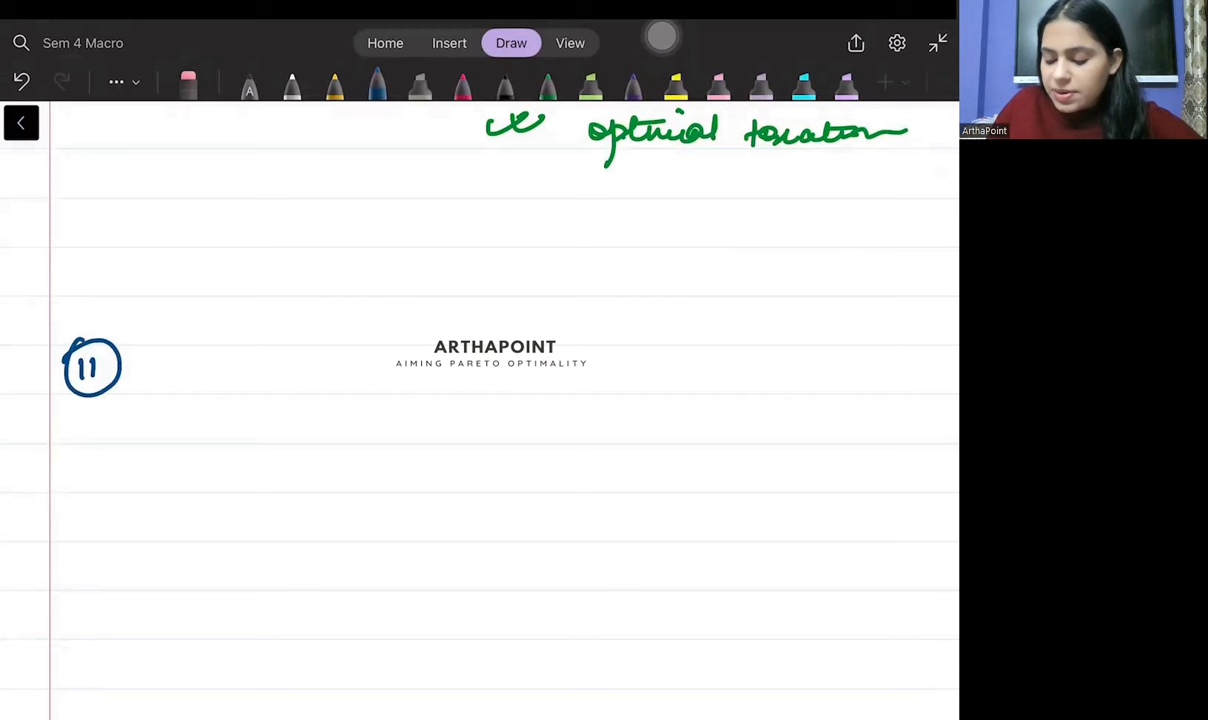 Sem 4 Macro
Home Insert Draw View
A
optimal taxation
ArthaPoint
ARTHAPOINT
AIMING PARETO OPTIMALITY
11